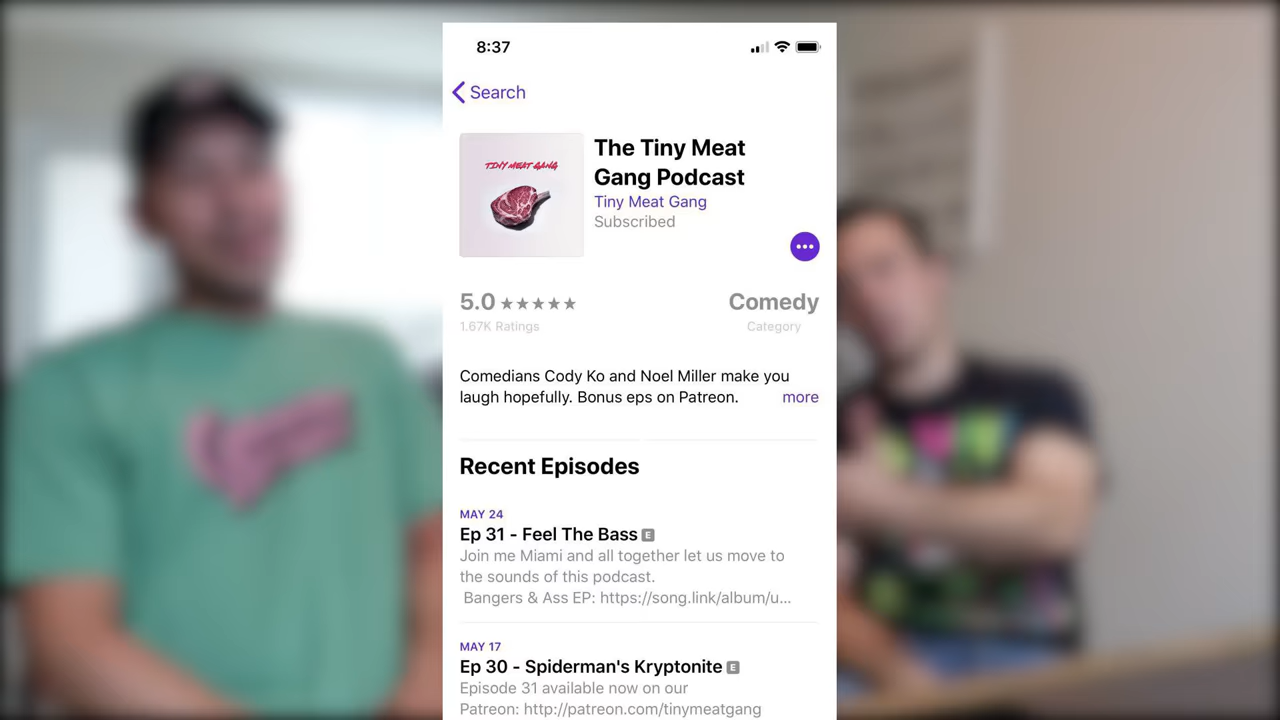 8:37
Search
TINY MEAT GANG
The Tiny Meat
Gang Podcast
Tiny Meat Gang
Subscribed
5.0 ★★★★★
Comedy
1.67K Ratings
Category
Comedians Cody Ko and Noel Miller make you
laugh hopefully. Bonus eps on Patreon. more
Recent Episodes
MAY 24
Ep 31 - Feel The Bass E
Join me Miami and all together let us move to
the sounds of this podcast.
Bangers & Ass EP: https://song.link/album/u...
MAY 17
Ep 30 - Spiderman's Kryptonite E
Episode 31 available now on our
Patreon: http://patreon.com/tinymeatgang